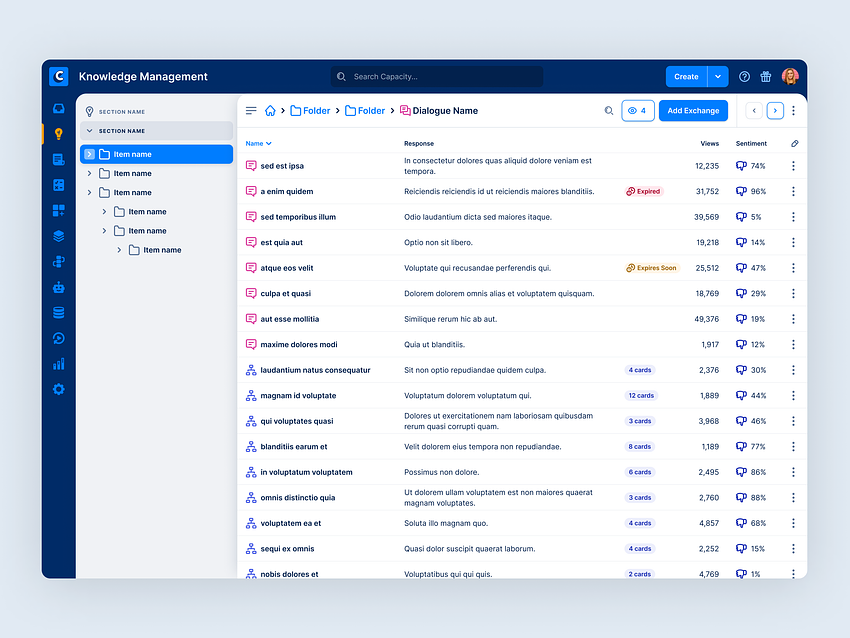 C Knowledge Management Search Capacity... Create
SECTION NAME
SECTION NAME
Item name
Item name
Item name
Item name
Item name
Item name
Folder Folder Dialogue Name 4 Add Exchange
Name Response Views Sentiment
sed est ipsa In consectetur dolores quas aliquid dolore veniam est
tempora. 12,235 74%
a enim quidem Reiciendis reiciendis id ut reiciendis maiores blanditiis. Expired 31,752 96%
sed temporibus illum Odio laudantium dicta sed maiores itaque. 39,569 5%
est quia aut Optio non sit libero. 19,218 14%
atque eos velit Voluptate qui recusandae perferendis qui. Expires Soon 25,512 47%
culpa et quasi Dolorem dolorem omnis alias et voluptatem quisquam. 18,769 29%
aut esse mollitia Similique rerum hic ab aut. 49,376 19%
maxime dolores modi Quia ut blanditiis. 1,917 12%
laudantium natus consequatur Sit non optio repudiandae quidem culpa. 4 cards 2,376 30%
magnam id voluptate Voluptatum dolorem voluptatum qui. 12 cards 1,889 44%
qui voluptates quasi Dolores ut exercitationem nam laboriosam quibusdam
rerum quasi corrupti quam. 3 cards 3,968 46%
blanditiis earum et Velit dolorem eius tempora non repudiandae. 8 cards 1,189 77%
in voluptatum voluptatem Possimus non dolore. 6 cards 2,495 86%
omnis distinctio quia Ut dolorem ullam voluptatem est non maiores quaerat
magnam voluptates. 3 cards 2,760 88%
voluptatem ea et Soluta illo magnam quo. 4 cards 4,857 68%
sequi ex omnis Quasi dolor suscipit quaerat laborum. 4 cards 2,252 15%
nobis dolores et Voluptatibus qui qui quis. 2 cards 4,769 1%